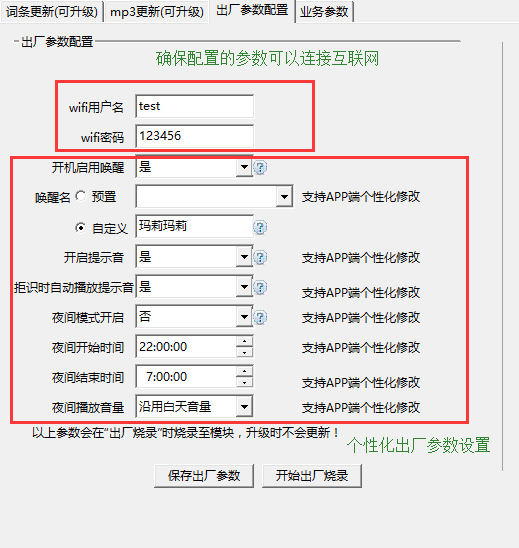 词条更新(可升级) mp3更新(可升级) 出厂参数配置 业务参数
出厂参数配置
确保配置的参数可以连接互联网
wifi用户名 test
wifi密码 123456
开机启用唤醒 是 ?
唤醒名 预置 支持APP端个性化修改
自定义 玛莉玛莉 ?
开启提示音 是 ? 支持APP端个性化修改
拒识时自动播放提示音 是 ? 支持APP端个性化修改
夜间模式开启 否 ? 支持APP端个性化修改
夜间开始时间 22:00:00 支持APP端个性化修改
夜间结束时间 7:00:00 支持APP端个性化修改
夜间播放音量 沿用白天音量 支持APP端个性化修改
以上参数会在“出厂烧录”时烧录至模块，升级时不会更新！
个性化出厂参数设置
保存出厂参数 开始出厂烧录